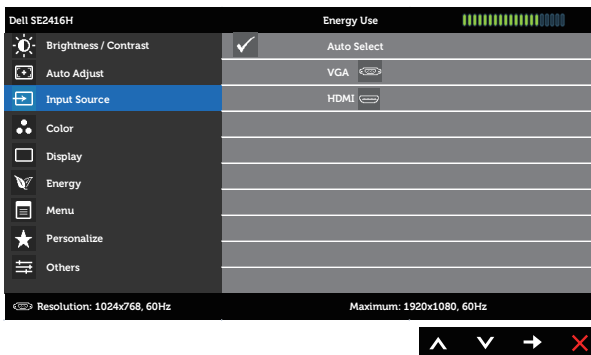 Dell SE2416H Energy Use
Brightness / Contrast Auto Select
Auto Adjust VGA
Input Source HDMI
Color
Display
Energy
Menu
Personalize
Others
Resolution: 1024x768, 60Hz Maximum: 1920x1080, 60Hz